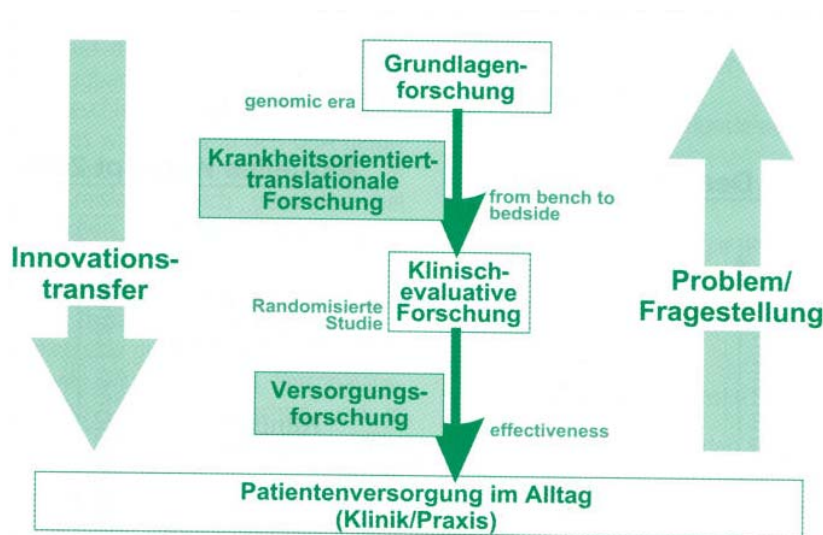 Grundlagen-
forschung
genomic era
Krankheitsorientiert-
translationale
Forschung
from bench to
bedside
Innovations-
transfer
Klinisch-
evaluative
Forschung
Randomisierte
Studie
Problem/
Fragestellung
Versorgungs-
forschung
effectiveness
Patientenversorgung im Alltag
(Klinik/Praxis)